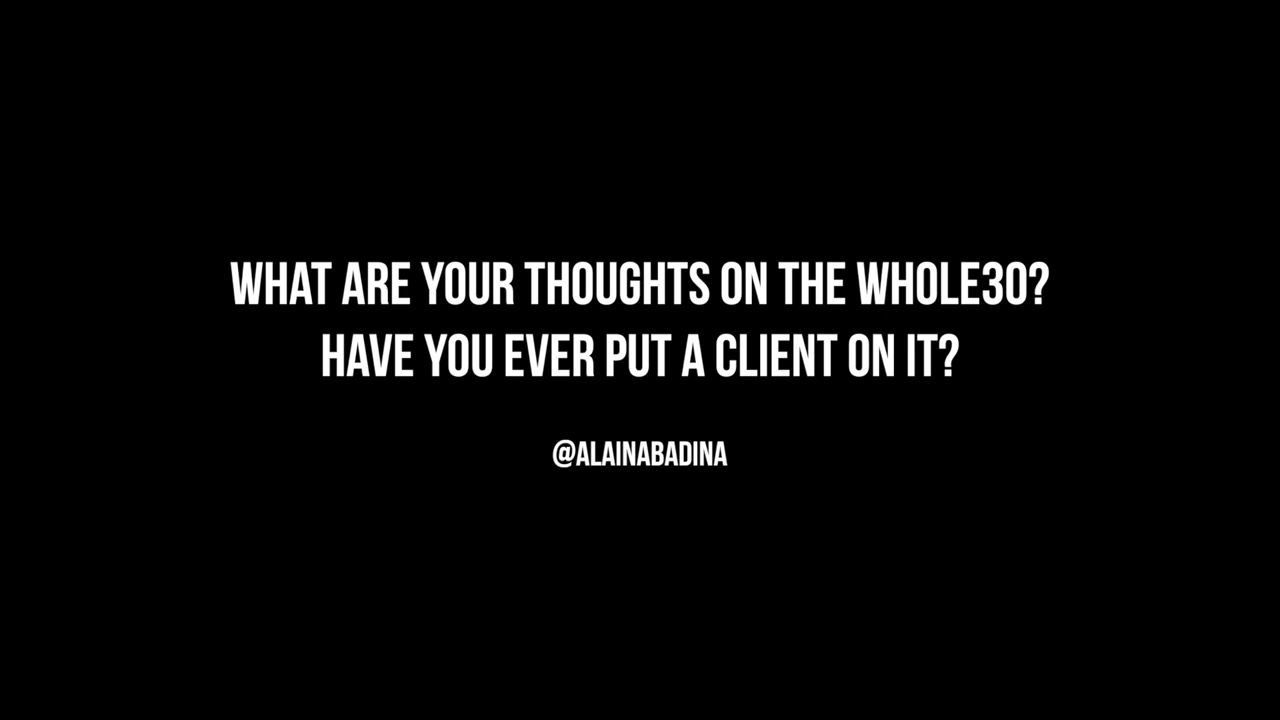 WHAT ARE YOUR THOUGHTS ON THE WHOLE30?
HAVE YOU EVER PUT A CLIENT ON IT?
@ALAINABADINA